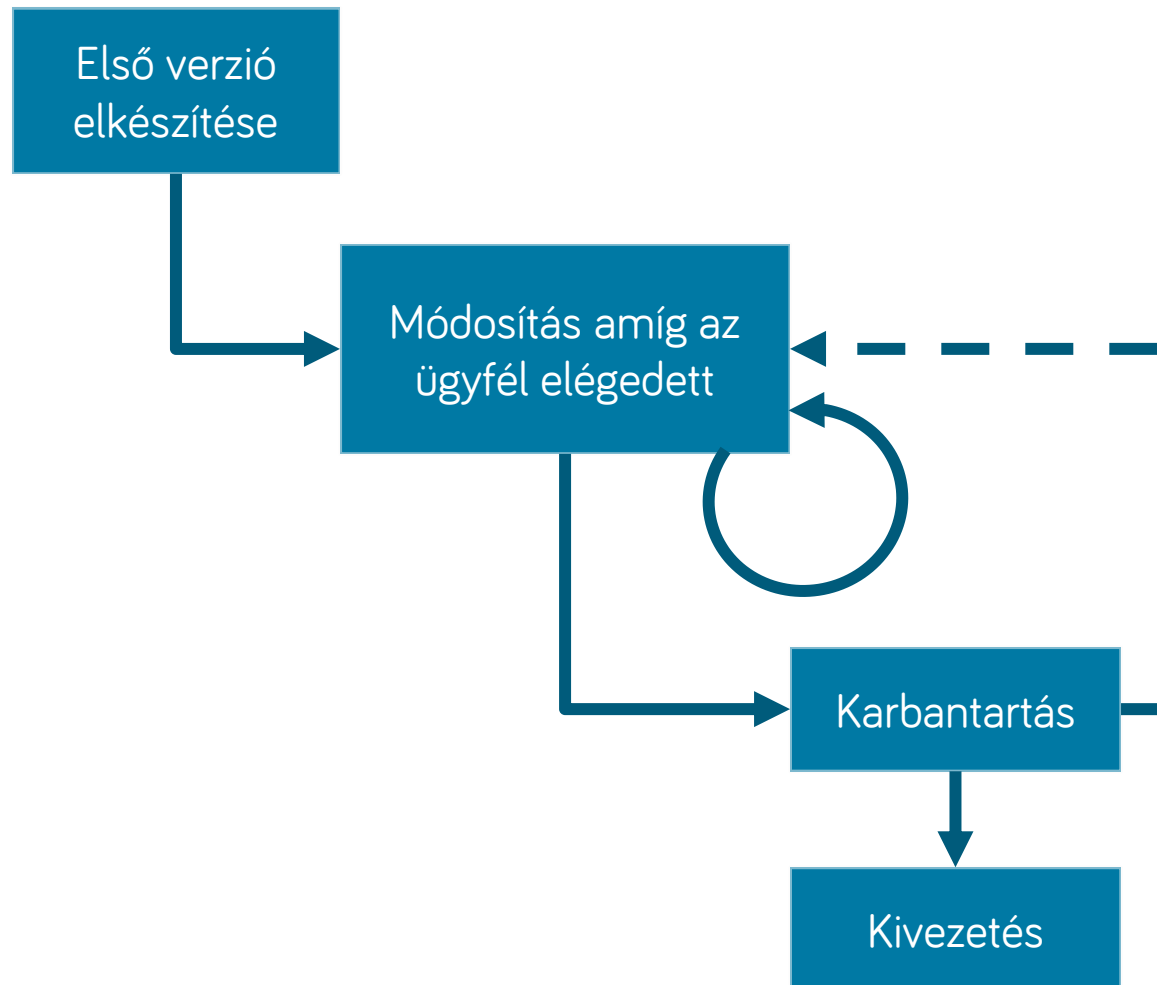 Első verzió
elkészítése
Módosítás amíg az
ügyfél elégedett
Karbantartás
Kivezetés